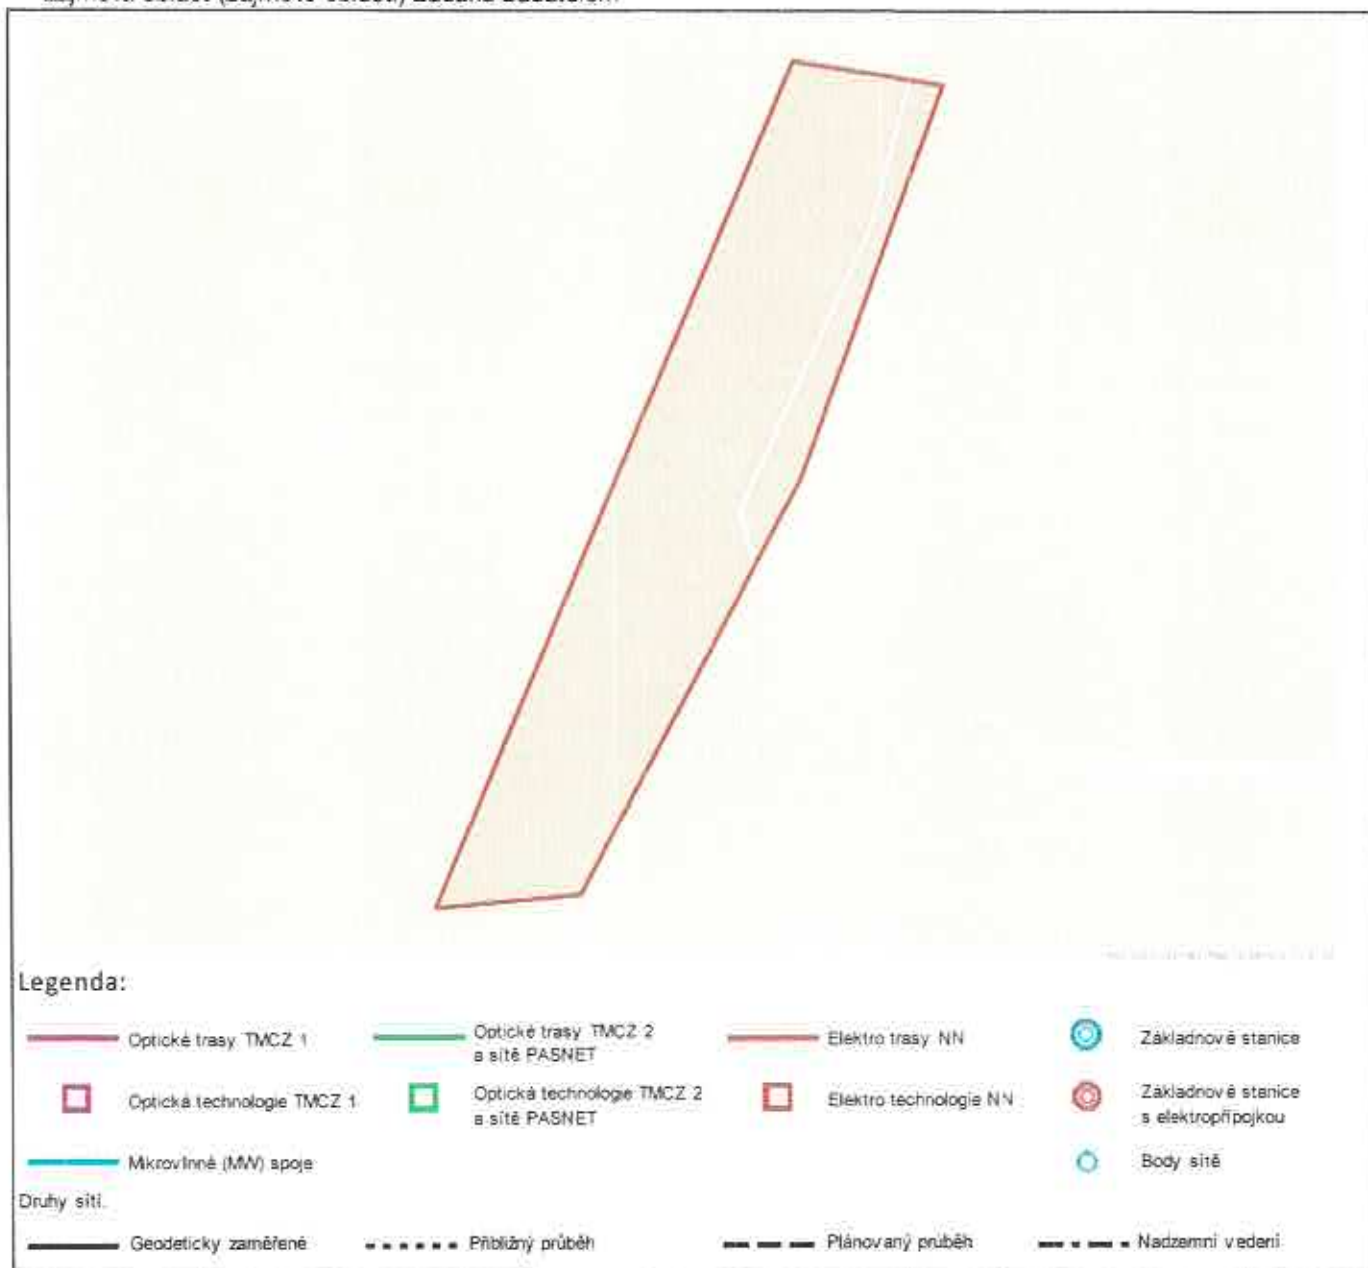 Legenda:
Optické trasy TMCZ 1
Optické trasy TMCZ 2
a sítě PASNET
Elektro trasy NN
Základnové stanice
Optická technologie TMCZ 1
Optická technologie TMCZ 2
a sítě PASNET
Elektro technologie NN
Základnové stanice
s elektropřípojkou
Mikrovlnné (MW) spoje
Body sítě
Druhy sítí.
Geodeticky zaměřené
Přibližný průběh
Plánovaný průběh
Nadzemní vedení